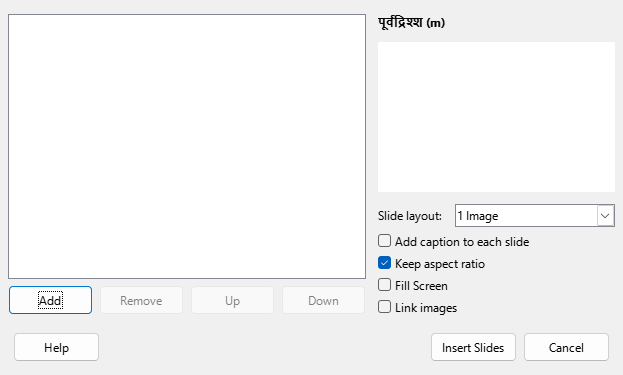 पूर्वद्रिश्श (m)
Slide layout: 1 Image
Add caption to each slide
Keep aspect ratio
Fill Screen
Link images
Add Remove Up Down
Help Insert Slides Cancel